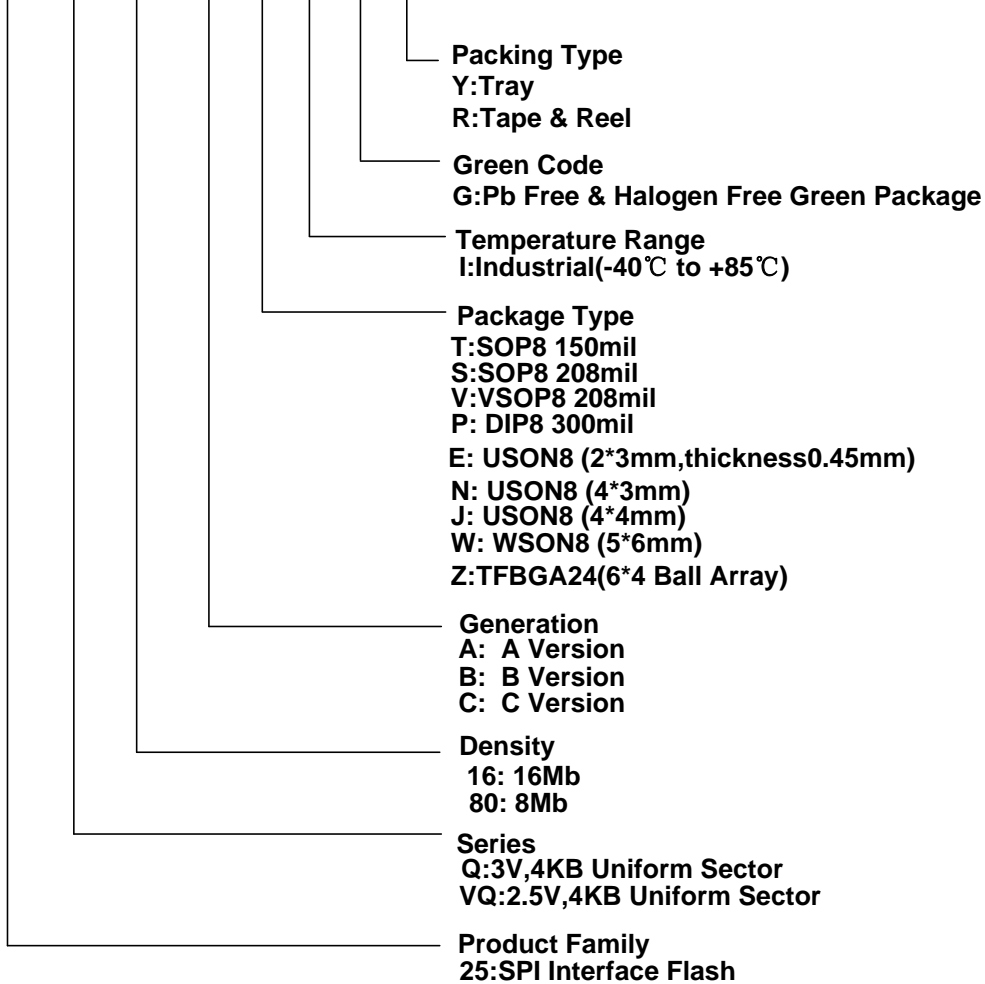 Packing Type
Y:Tray
R:Tape & Reel
Green Code
G:Pb Free & Halogen Free Green Package
Temperature Range
I:Industrial(-40℃ to +85℃)
Package Type
T:SOP8 150mil
S:SOP8 208mil
V:VSOP8 208mil
P: DIP8 300mil
E: USON8 (2*3mm,thickness0.45mm)
N: USON8 (4*3mm)
J: USON8 (4*4mm)
W: WSON8 (5*6mm)
Z:TFBGA24(6*4 Ball Array)
Generation
A: A Version
B: B Version
C: C Version
Density
16: 16Mb
80: 8Mb
Series
Q:3V,4KB Uniform Sector
VQ:2.5V,4KB Uniform Sector
Product Family
25:SPI Interface Flash